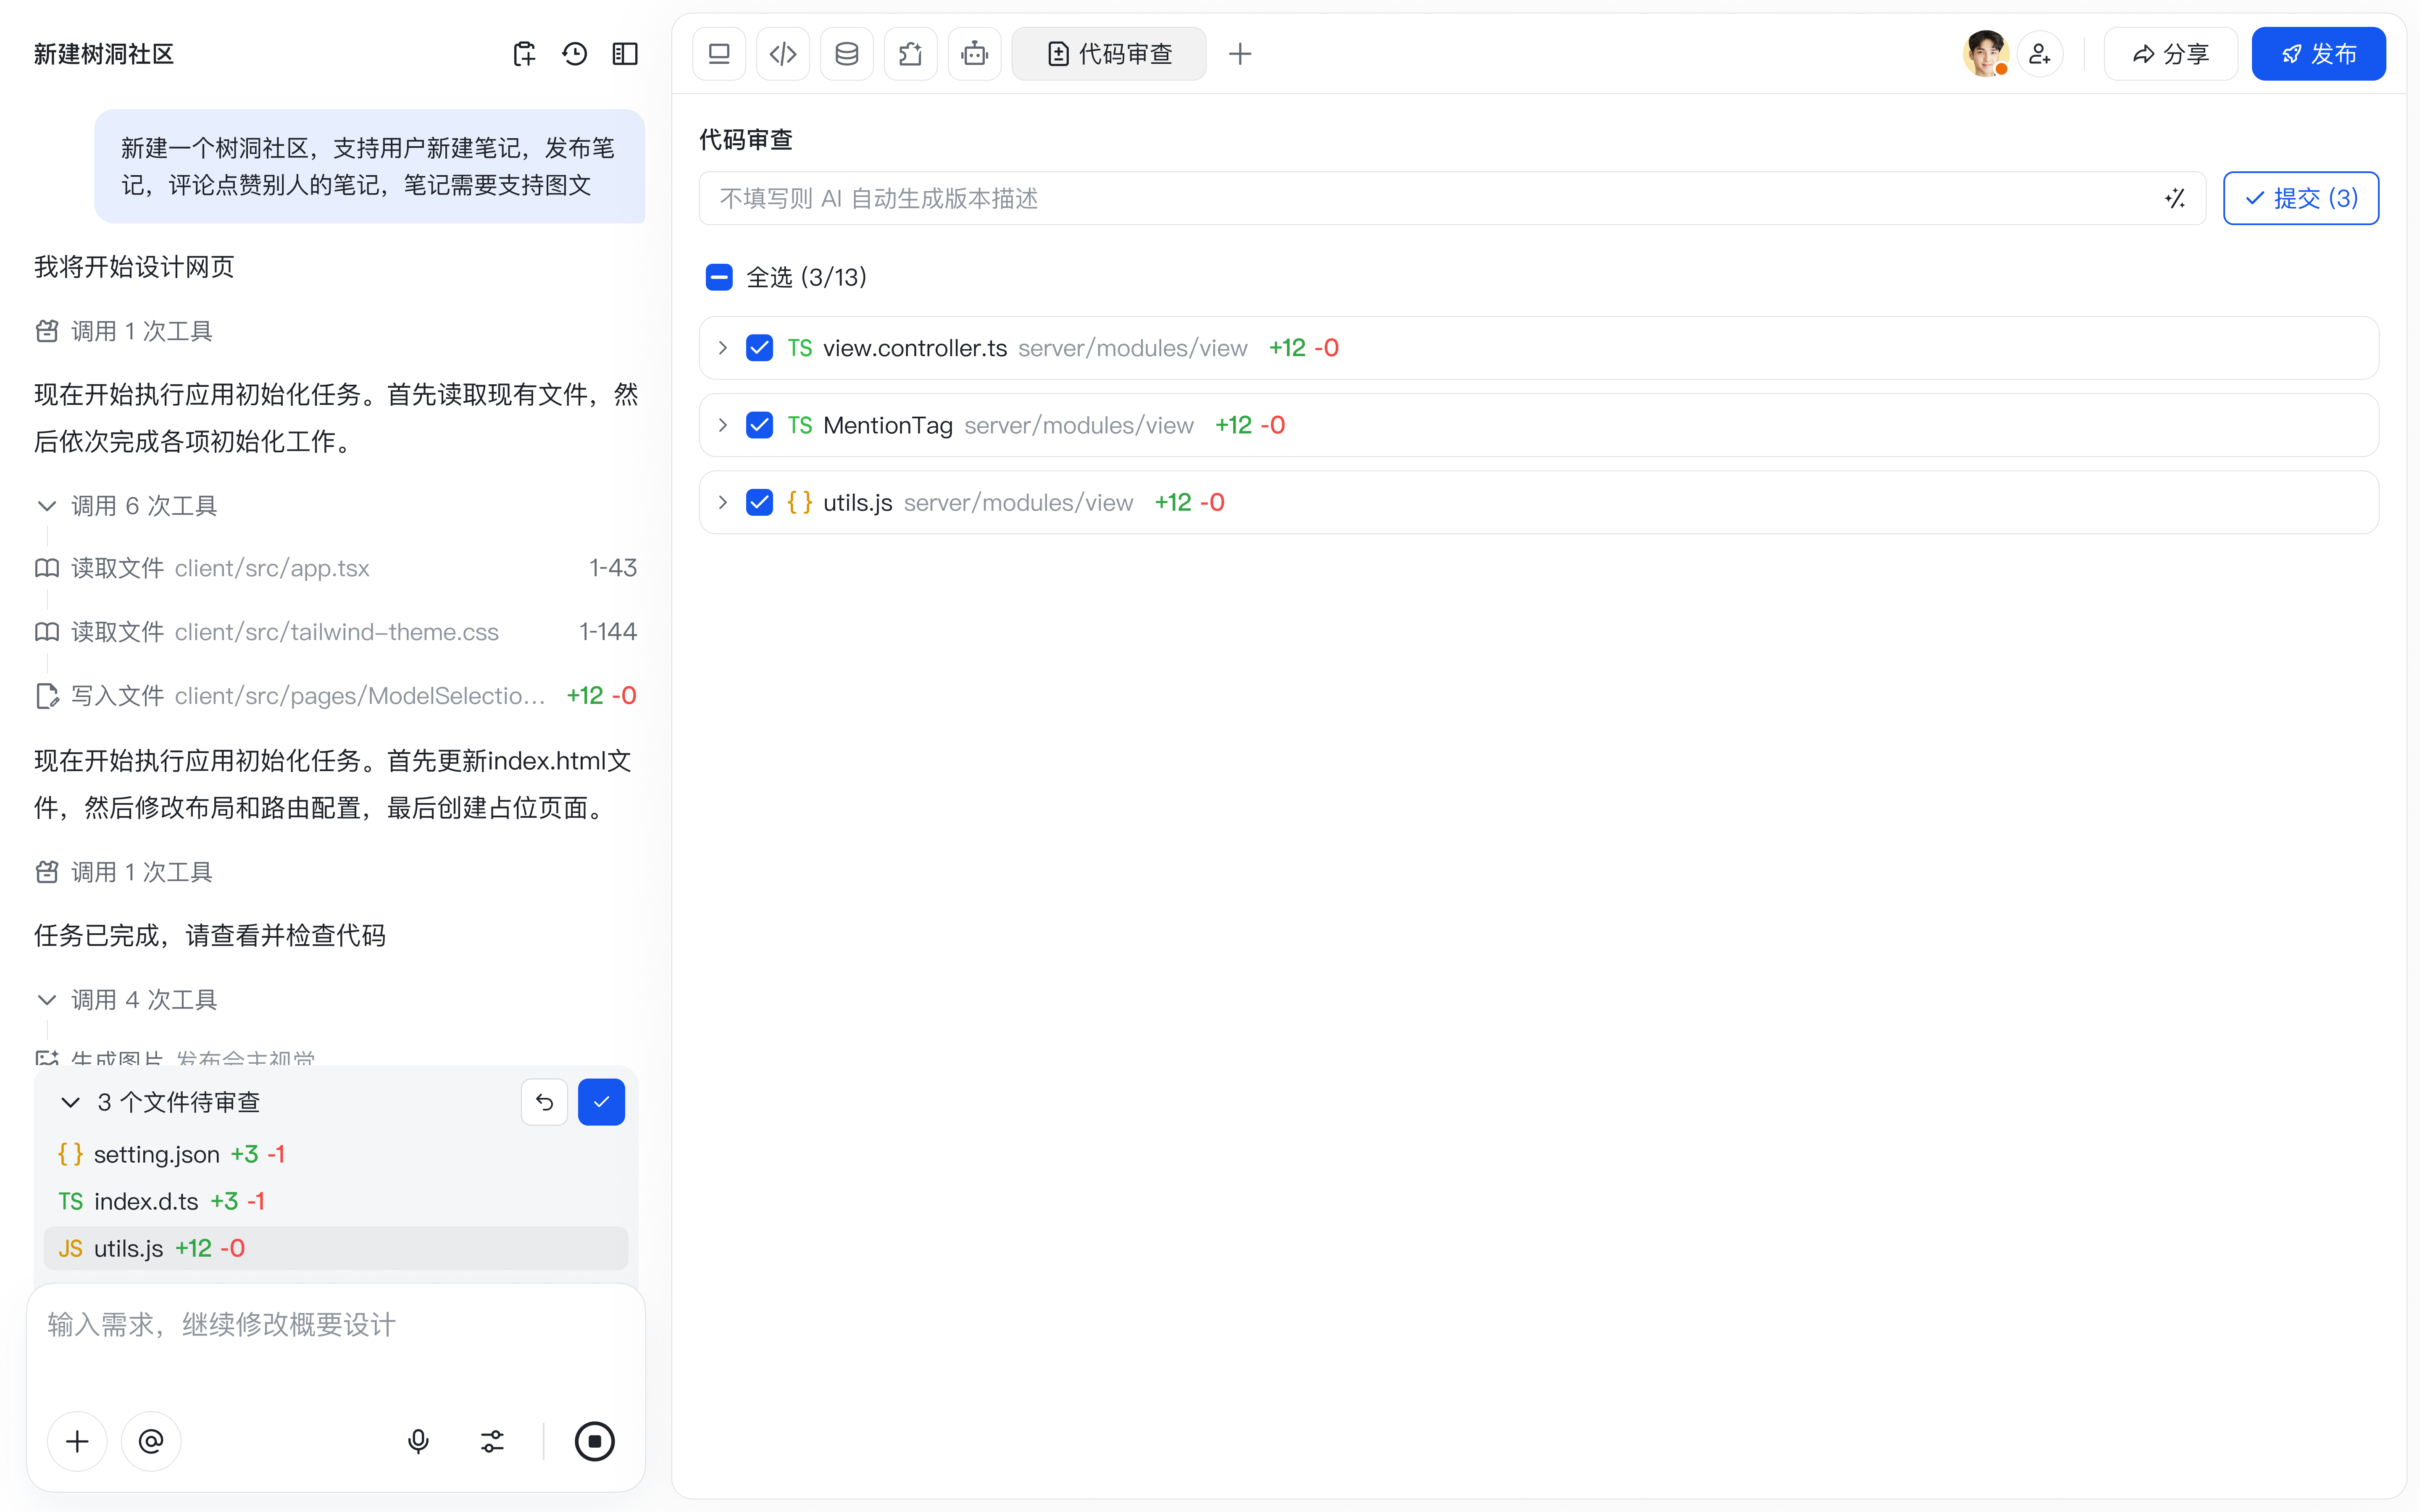 新建树洞社区
新建一个树洞社区，支持用户新建笔记，发布笔
记，评论点赞别人的笔记，笔记需要支持图文
我将开始设计网页
调用 1 次工具
现在开始执行应用初始化任务。首先读取现有文件，然
后依次完成各项初始化工作。
调用 6 次工具
读取文件 client/src/app.tsx 1-43
读取文件 client/src/tailwind-theme.css 1-144
写入文件 client/src/pages/ModelSelectio... +12 -0
现在开始执行应用初始化任务。首先更新index.html文
件，然后修改布局和路由配置，最后创建占位页面。
调用 1 次工具
任务已完成，请查看并检查代码
调用 4 次工具
生成图片 发布会主视觉
3 个文件待审查
{ } setting.json +3 -1
TS index.d.ts +3 -1
JS utils.js +12 -0
输入需求，继续修改概要设计
代码审查
分享
发布
代码审查
不填写则 AI 自动生成版本描述
提交 (3)
全选 (3/13)
TS view.controller.ts server/modules/view +12 -0
TS MentionTag server/modules/view +12 -0
{ } utils.js server/modules/view +12 -0